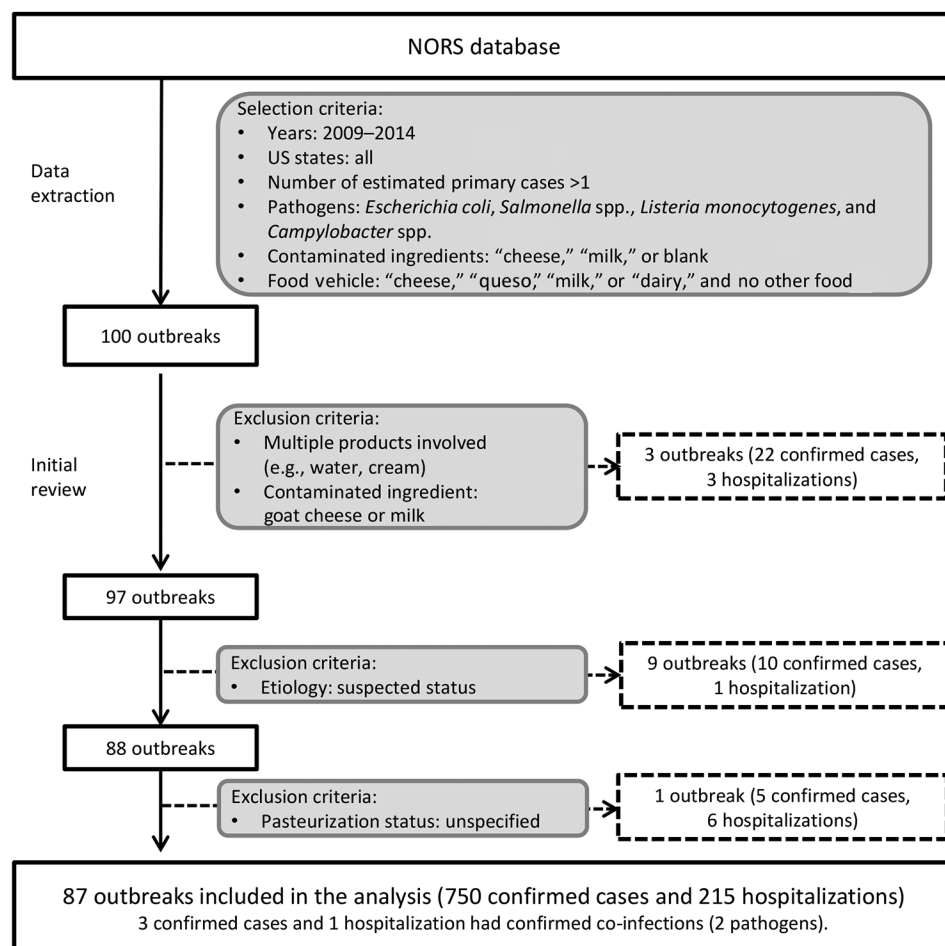 NORS database
Selection criteria:
• Years: 2009–2014
• US states: all
• Number of estimated primary cases >1
• Pathogens: Escherichia coli, Salmonella spp., Listeria monocytogenes, and
Campylobacter spp.
• Contaminated ingredients: “cheese,” “milk,” or blank
• Food vehicle: “cheese,” “queso,” “milk,” or “dairy,” and no other food
Data
extraction
100 outbreaks
Exclusion criteria:
• Multiple products involved
(e.g., water, cream)
• Contaminated ingredient:
goat cheese or milk
3 outbreaks (22 confirmed cases,
3 hospitalizations)
Initial
review
97 outbreaks
Exclusion criteria:
• Etiology: suspected status
9 outbreaks (10 confirmed cases,
1 hospitalization)
88 outbreaks
Exclusion criteria:
• Pasteurization status: unspecified
1 outbreak (5 confirmed cases,
6 hospitalizations)
87 outbreaks included in the analysis (750 confirmed cases and 215 hospitalizations)
3 confirmed cases and 1 hospitalization had confirmed co-infections (2 pathogens).